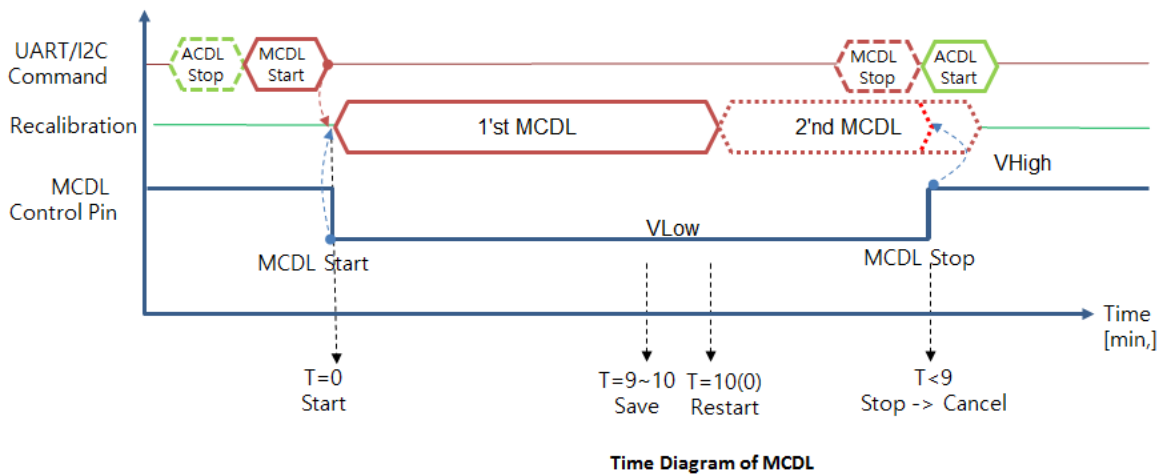 UART/I2C
Command
ACDL
Stop
MCDL
Start
MCDL
Stop
ACDL
Start
Recalibration
1'st MCDL
2'nd MCDL
VHigh
MCDL
Control Pin
VLow
MCDL Start
MCDL Stop
Time
[min,]
T=0
Start
T=9~10
Save
T=10(0)
Restart
T<9
Stop -> Cancel
Time Diagram of MCDL